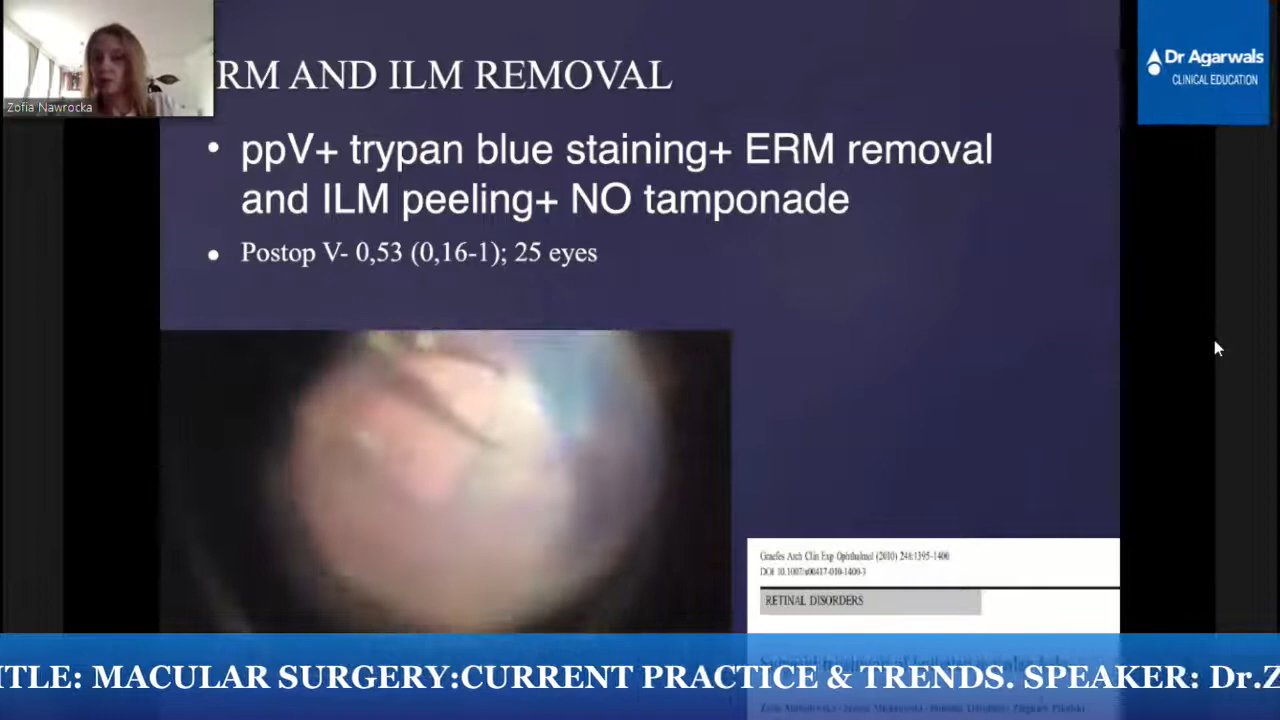 Zofia Nawrocka
RM AND ILM REMOVAL
Dr Agarwals
CLINICAL EDUCATION
• ppV+ trypan blue staining+ ERM removal
and ILM peeling+ NO tamponade
• Postop V- 0,53 (0,16-1); 25 eyes
Graefes Arch Clin Exp Ophthalmol (2010) 248:1395–1400
DOI 10.1007/s00417-010-1400-3
RETINAL DISORDERS
ITLE: MACULAR SURGERY:CURRENT PRACTICE & TRENDS. SPEAKER: Dr.Z